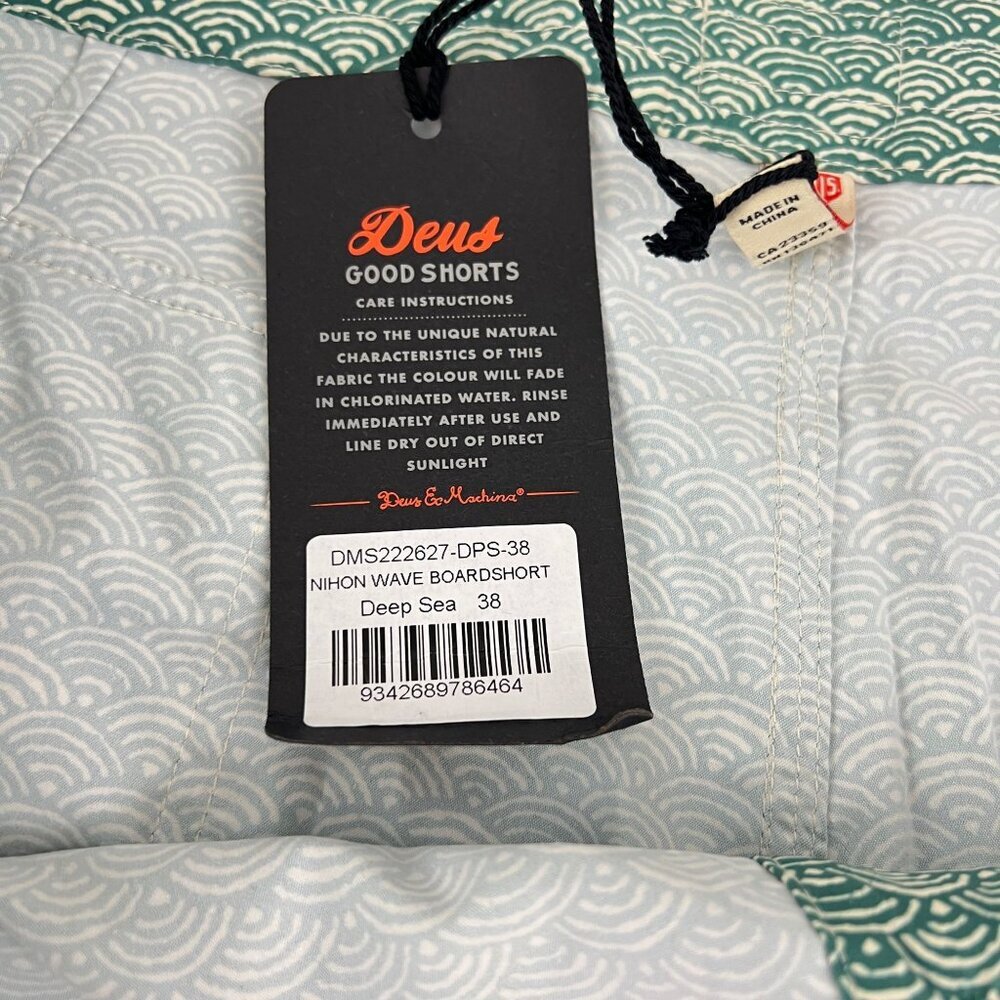 Deus
GOOD SHORTS
CARE INSTRUCTIONS
DUE TO THE UNIQUE NATURAL
CHARACTERISTICS OF THIS
FABRIC THE COLOUR WILL FADE
IN CHLORINATED WATER. RINSE
IMMEDIATELY AFTER USE AND
LINE DRY OUT OF DIRECT
SUNLIGHT
Deus Ex Machina®
DMS222627-DPS-38
NIHON WAVE BOARDSHORT
Deep Sea 38
9342689786464
MADE IN
CHINA
CA23359